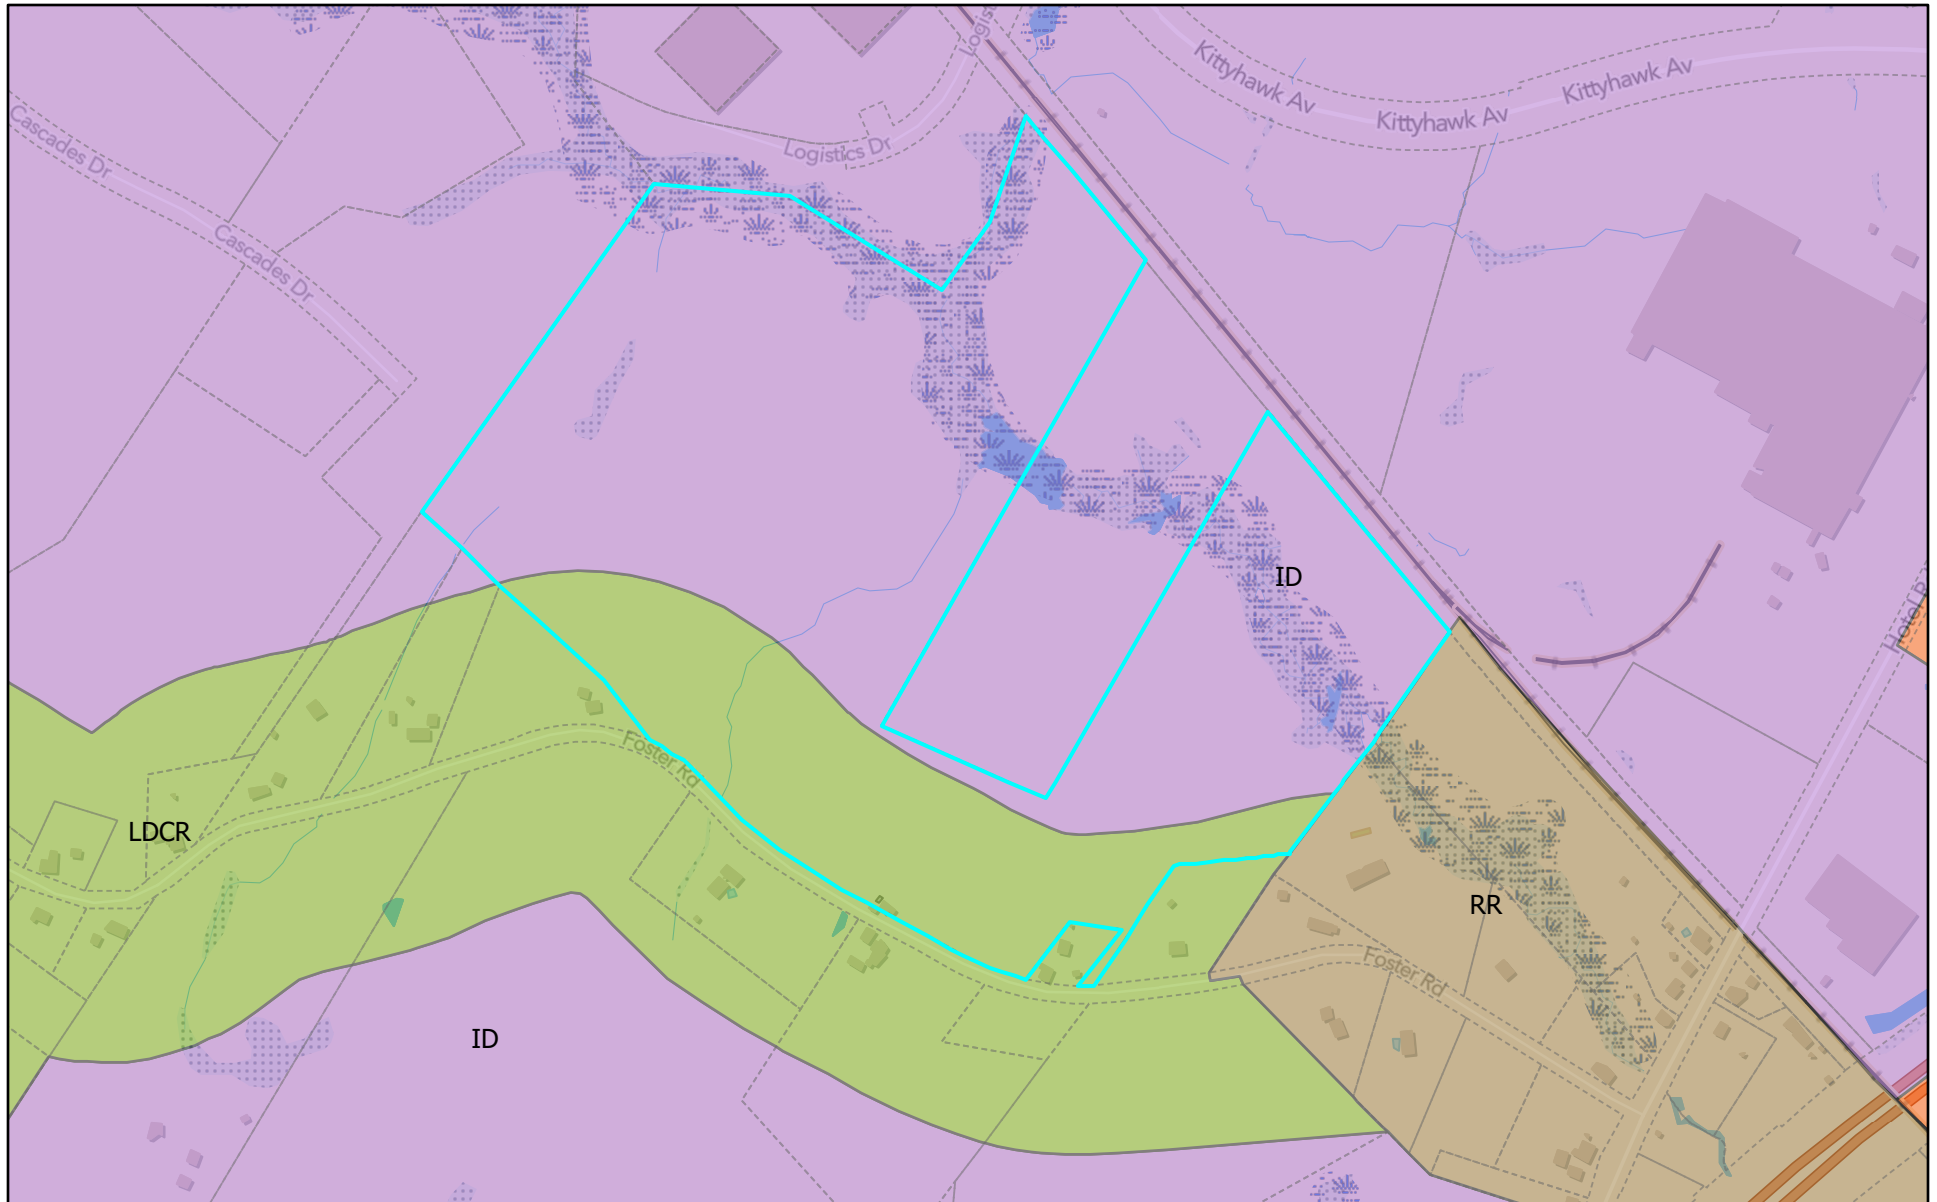 Logist
Kittyhawk Av
Kittyhawk Av
Kittyhawk Av
Cascades Dr
Logistics Dr
Cascades Dr
ID
Foster Rd
LDCR
RR
Foster Rd
ID